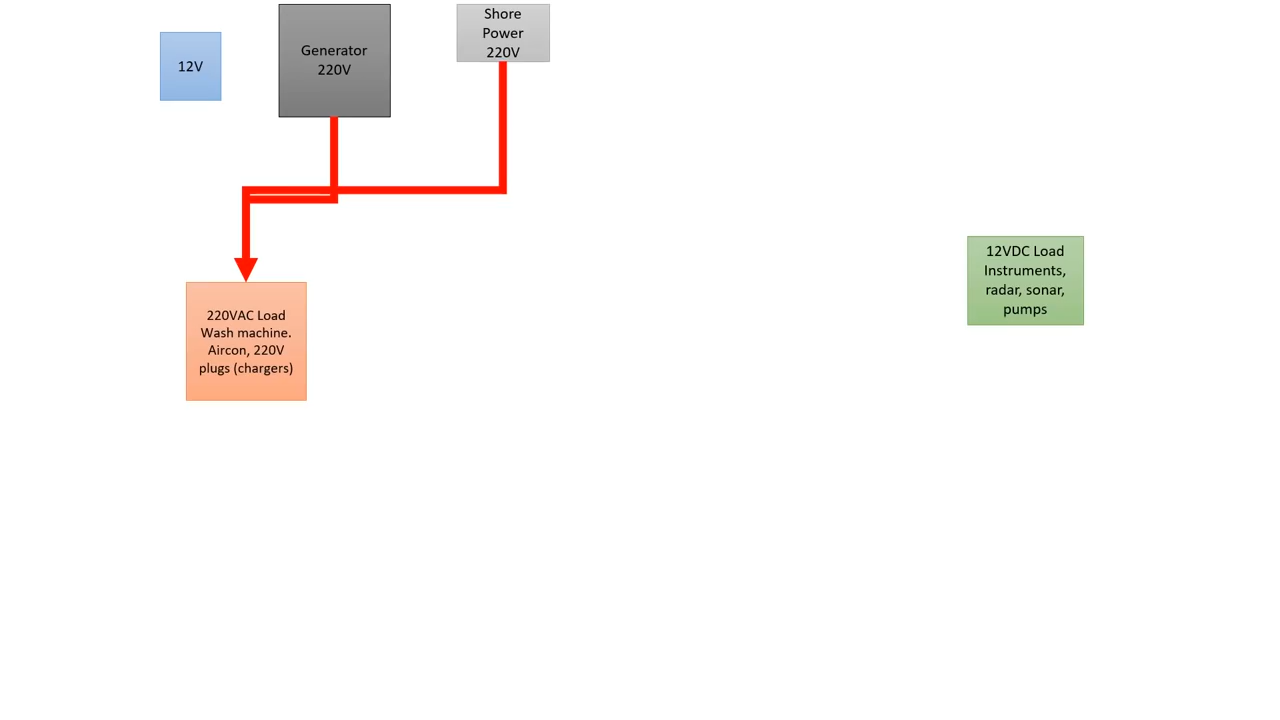 12V
Generator
220V
Shore
Power
220V
12VDC Load
Instruments,
radar, sonar,
pumps
220VAC Load
Wash machine.
Aircon, 220V
plugs (chargers)